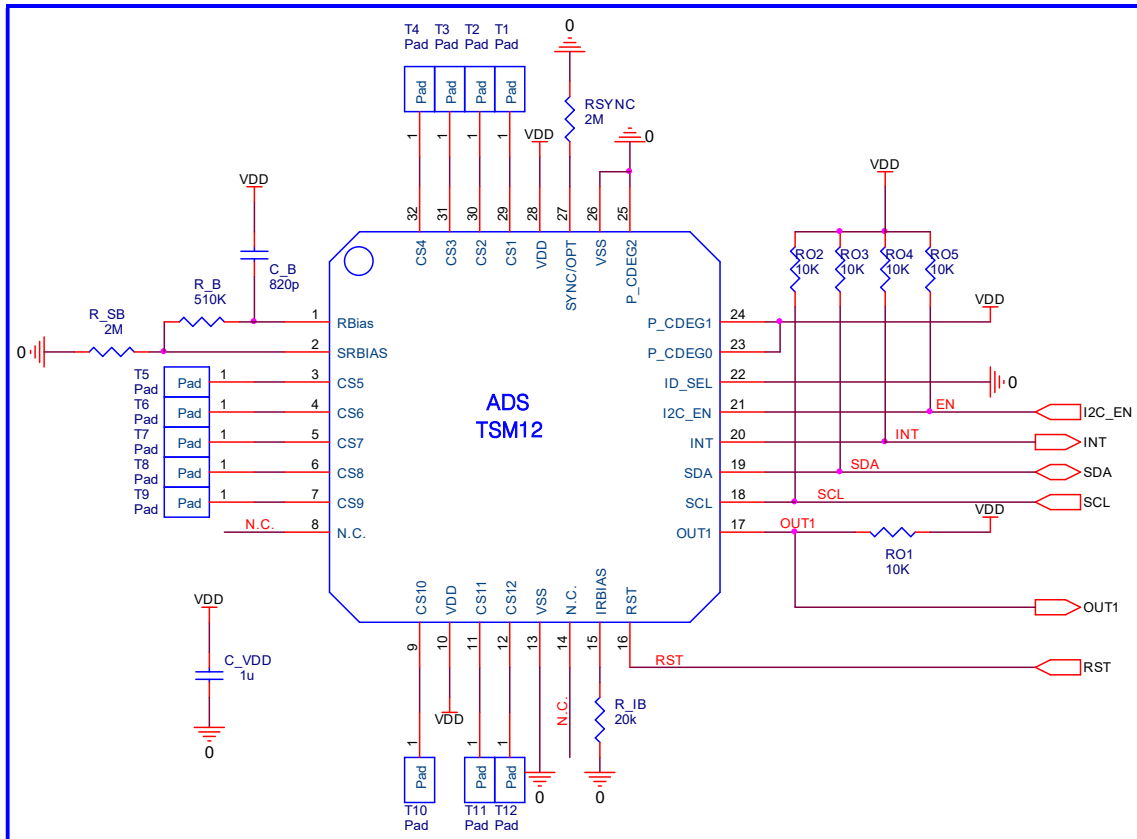 T4 T3 T2 T1
Pad Pad Pad Pad
Pad Pad Pad Pad
1 1 1 1
0
RSYNC
2M
VDD
0
VDD
VDD
32 31 30 29 28 27 26 25
CS4 CS3 CS2 CS1 VDD SYNC/OPT VSS P_CDEG2
C_B
820p
R_B
510K
R_SB
2M
0
1 RBias
2 SRBIAS
T5
Pad
Pad 1 3 CS5
T6
Pad
Pad 1 4 CS6
T7
Pad
Pad 1 5 CS7
T8
Pad
Pad 1 6 CS8
T9
Pad
Pad 1 7 CS9
N.C. 8 N.C.
ADS
TSM12
RO2 RO3 RO4 RO5
10K 10K 10K 10K
P_CDEG1 24 VDD
P_CDEG0 23
ID_SEL 22 0
I2C_EN 21 EN I2C_EN
INT 20 INT INT
SDA 19 SDA SDA
SCL 18 SCL SCL
OUT1 17 OUT1 VDD
RO1
10K
OUT1
CS10 VDD CS11 CS12 VSS N.C. IRBIAS RST
9 10 11 12 13 14 15 16
RST RST
VDD
C_VDD
1u
0
VDD
N.C.
R_IB
20k
1 1 1
Pad Pad Pad
0 0
T10 T11 T12
Pad Pad Pad